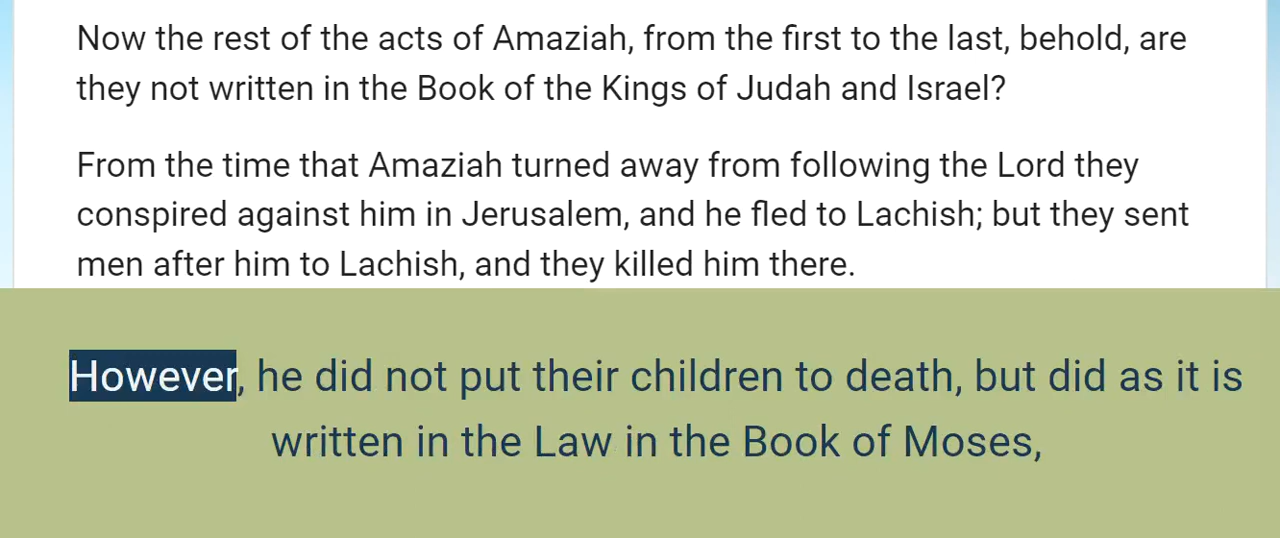 Now the rest of the acts of Amaziah, from the first to the last, behold, are
they not written in the Book of the Kings of Judah and Israel?
From the time that Amaziah turned away from following the Lord they
conspired against him in Jerusalem, and he fled to Lachish; but they sent
men after him to Lachish, and they killed him there.
However, he did not put their children to death, but did as it is
written in the Law in the Book of Moses,